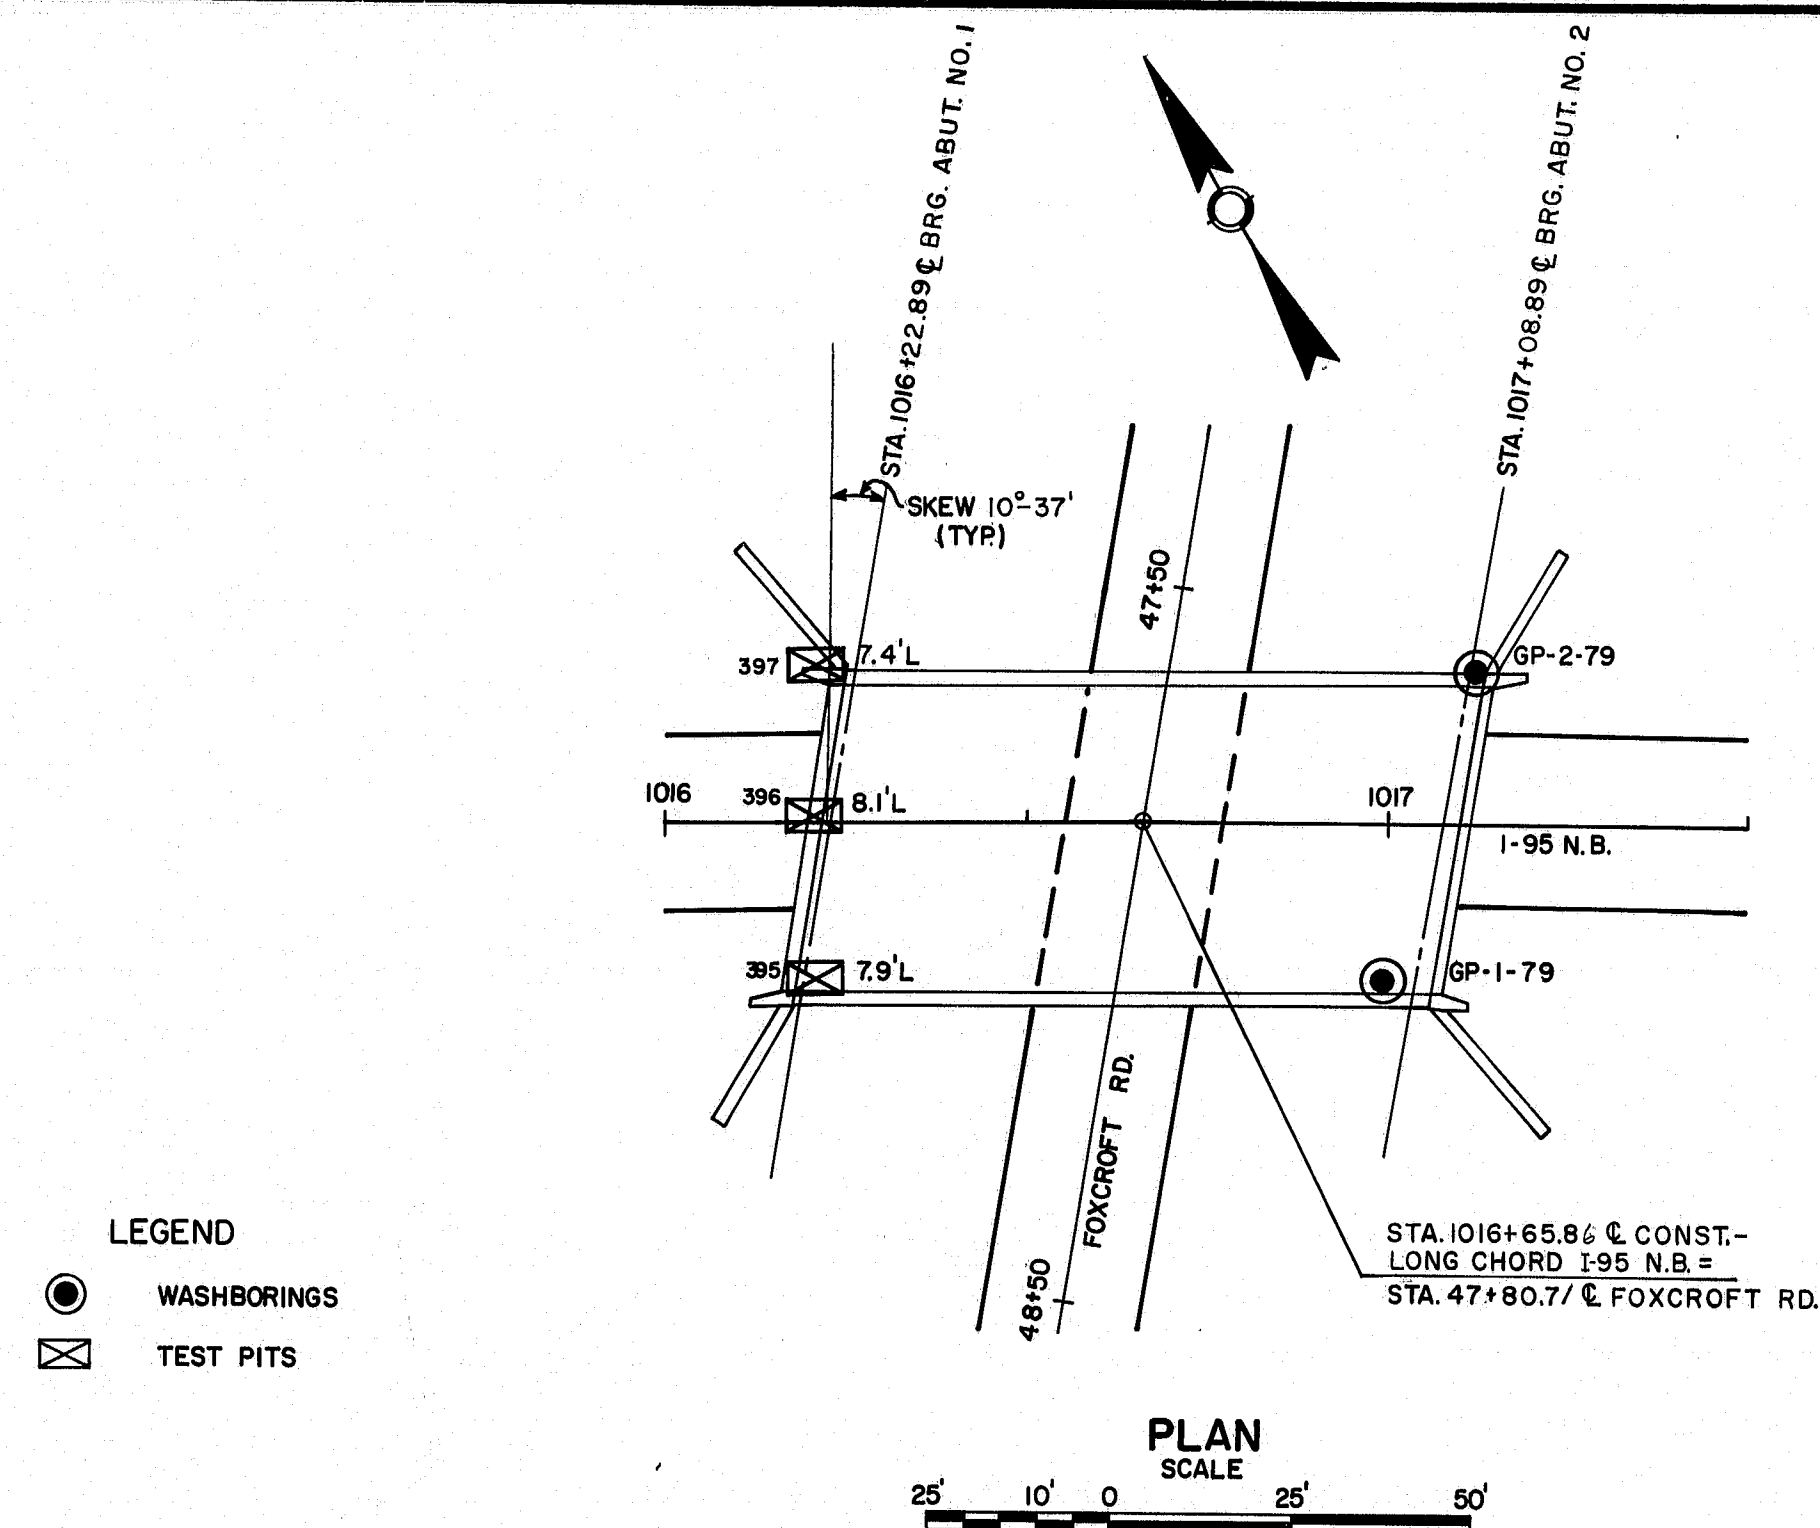 STA. 1016+22.89 ℄ BRG. ABUT. NO. 1
STA. 1017+08.89 ℄ BRG. ABUT. NO. 2
SKEW 10°-37'
(TYP.)
47+50
397
7.4'L
GP-2-79
1016
396
8.1'L
1017
I-95 N.B.
395
7.9'L
GP-1-79
FOXCROFT RD.
48+50
STA. 1016+65.86 ℄ CONST.-
LONG CHORD I-95 N.B. =
STA. 47+80.71 ℄ FOXCROFT RD.
LEGEND
WASHBORINGS
TEST PITS
PLAN
SCALE
25' 10' 0 25' 50'